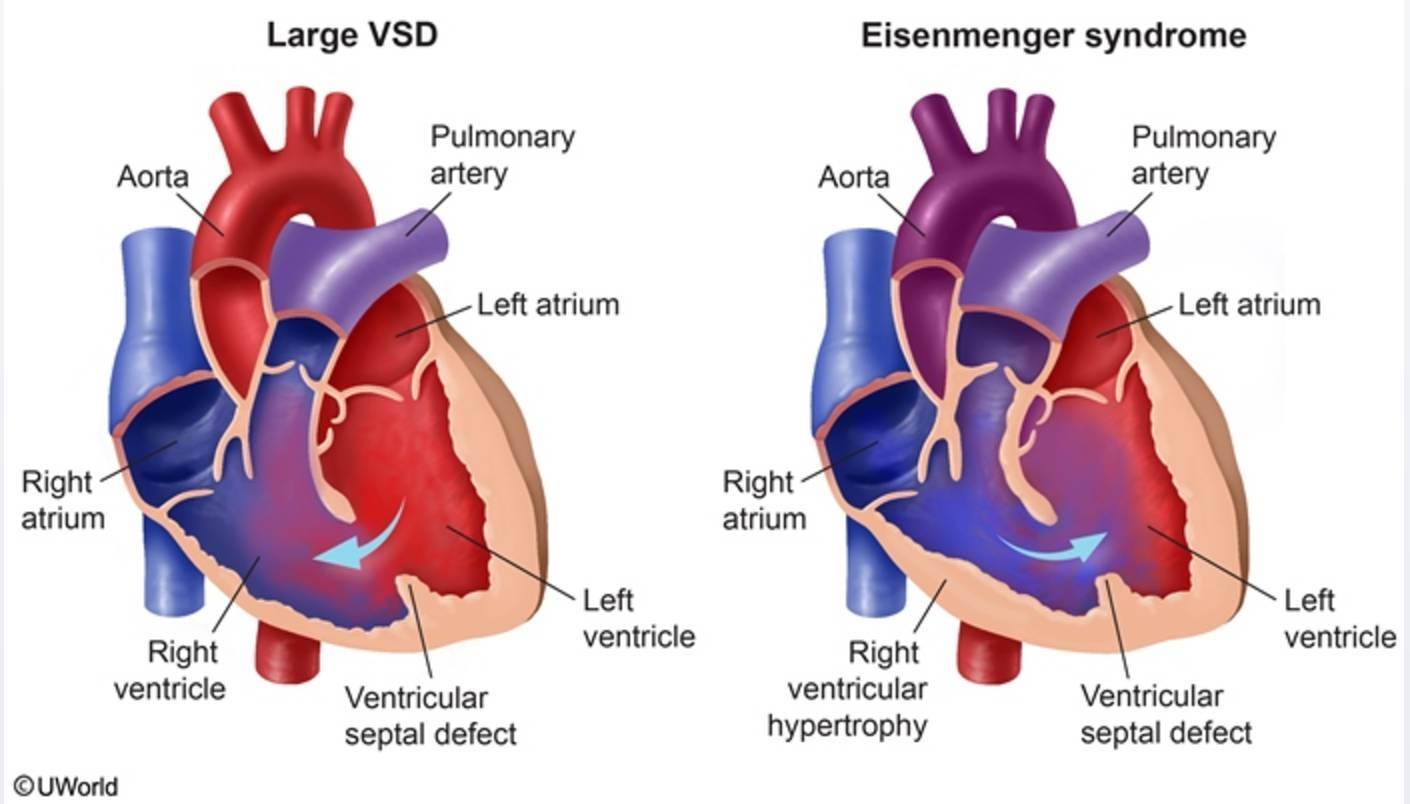 Large VSD
Aorta
Pulmonary
artery
Left atrium
Right
atrium
Left
ventricle
Right
ventricle
Ventricular
septal defect
Eisenmenger syndrome
Aorta
Pulmonary
artery
Left atrium
Right
atrium
Left
ventricle
Right
ventricular
hypertrophy
Ventricular
septal defect
©UWorld